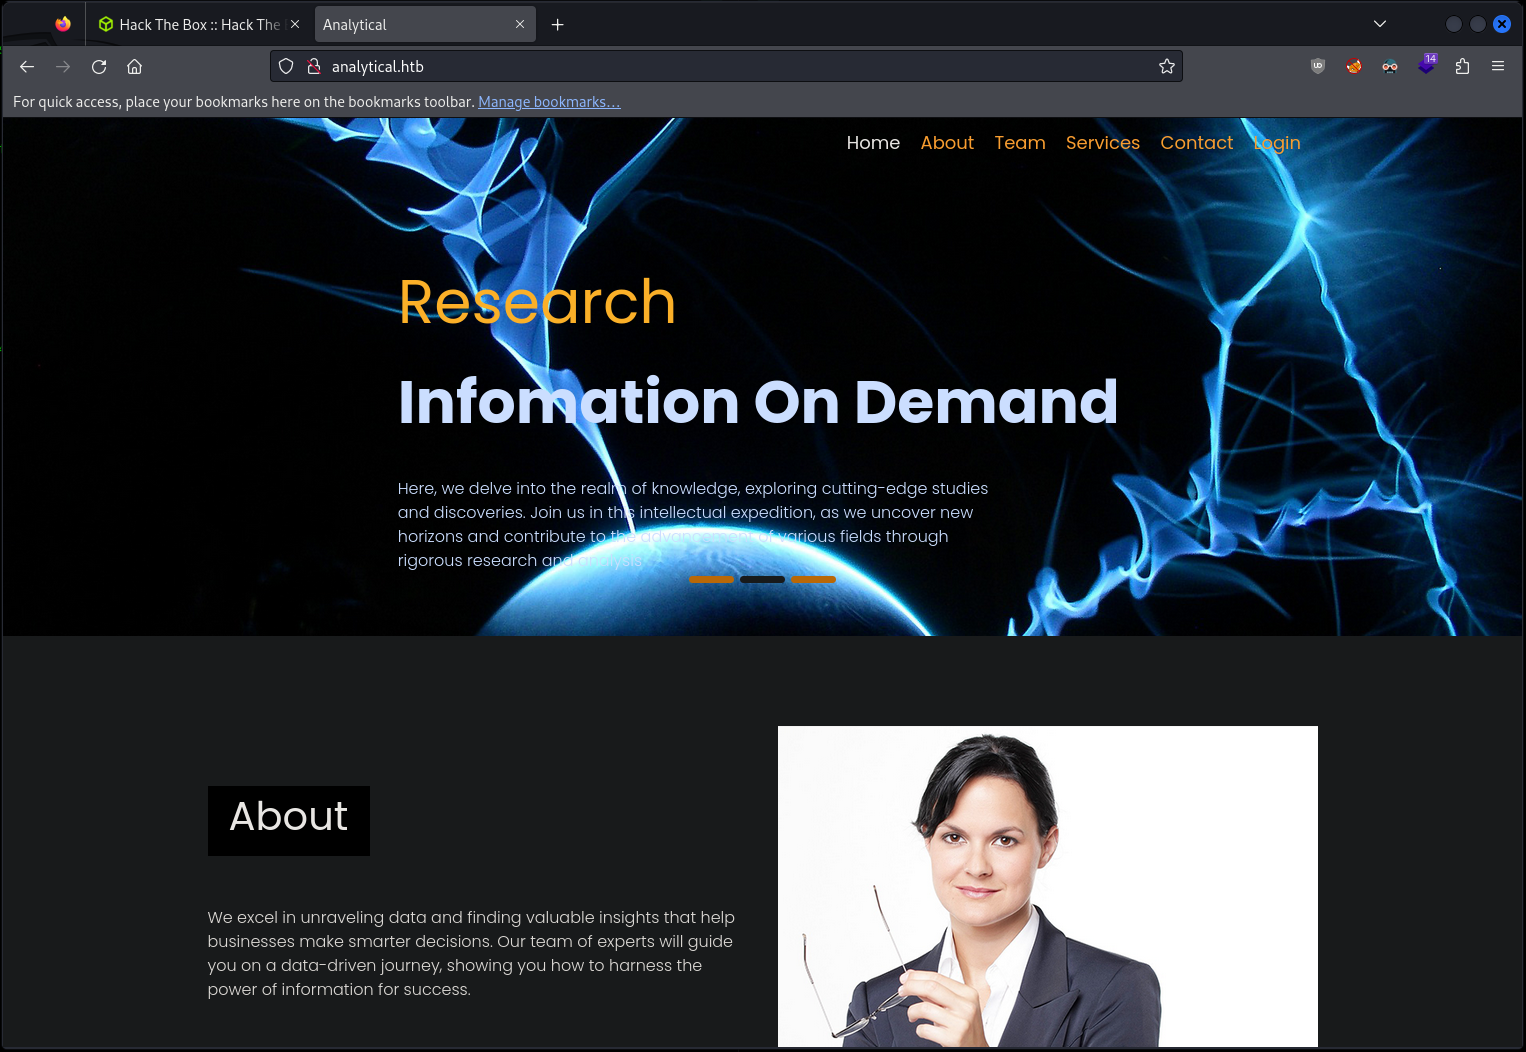 Hack The Box :: Hack The
Analytical
analytical.htb
14
For quick access, place your bookmarks here on the bookmarks toolbar. Manage bookmarks…
Home About Team Services Contact Login
Research
Infomation On Demand
Here, we delve into the realm of knowledge, exploring cutting-edge studies
and discoveries. Join us in this intellectual expedition, as we uncover new
horizons and contribute to the advancement of various fields through
rigorous research and analysis
About
We excel in unraveling data and finding valuable insights that help
businesses make smarter decisions. Our team of experts will guide
you on a data-driven journey, showing you how to harness the
power of information for success.